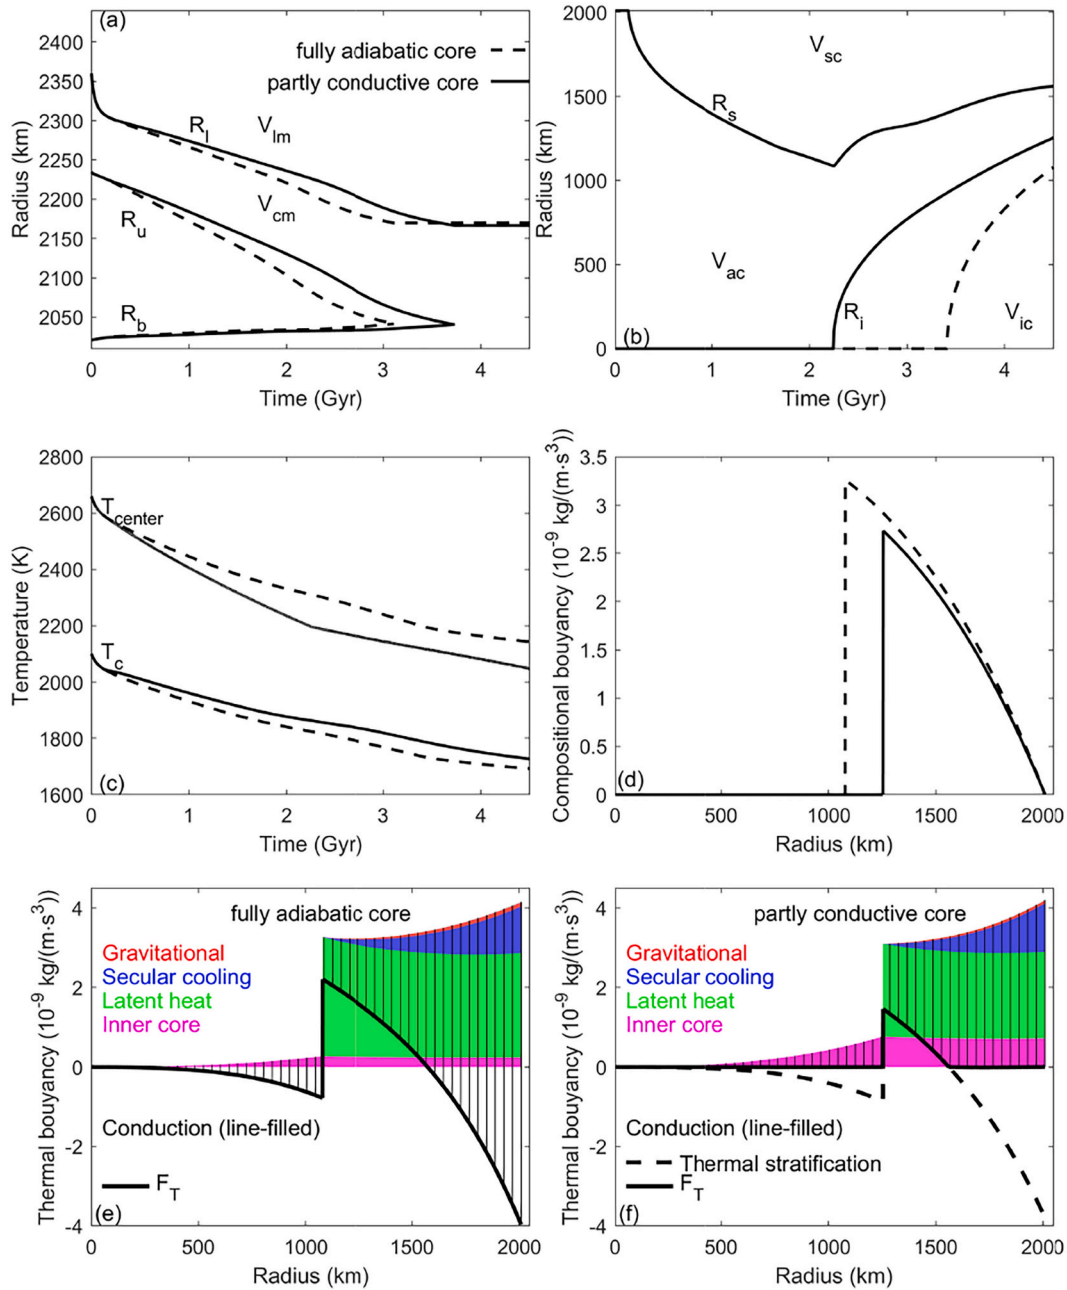 (a)
2400
2350
2300
2250
2200
2150
2100
2050
Radius (km)
fully adiabatic core
partly conductive core
R_l
V_lm
V_cm
R_u
R_b
0 1 2 3 4
Time (Gyr)
2000
1500
1000
500
0
Radius (km)
V_sc
R_s
V_ac
R_i
V_ic
(b)
0 1 2 3 4
Time (Gyr)
2800
2600
2400
2200
2000
1800
1600
Temperature (K)
T_center
T_c
(c)
0 1 2 3 4
Time (Gyr)
3.5
3
2.5
2
1.5
1
0.5
0
Compositional bouyancy (10^-9 kg/(m·s^3))
(d)
0 500 1000 1500 2000
Radius (km)
4
2
0
-2
-4
Thermal bouyancy (10^-9 kg/(m·s^3))
fully adiabatic core
Gravitational
Secular cooling
Latent heat
Inner core
Conduction (line-filled)
F_T
(e)
0 500 1000 1500 2000
Radius (km)
4
2
0
-2
-4
Thermal bouyancy (10^-9 kg/(m·s^3))
partly conductive core
Gravitational
Secular cooling
Latent heat
Inner core
Conduction (line-filled)
Thermal stratification
F_T
(f)
0 500 1000 1500 2000
Radius (km)